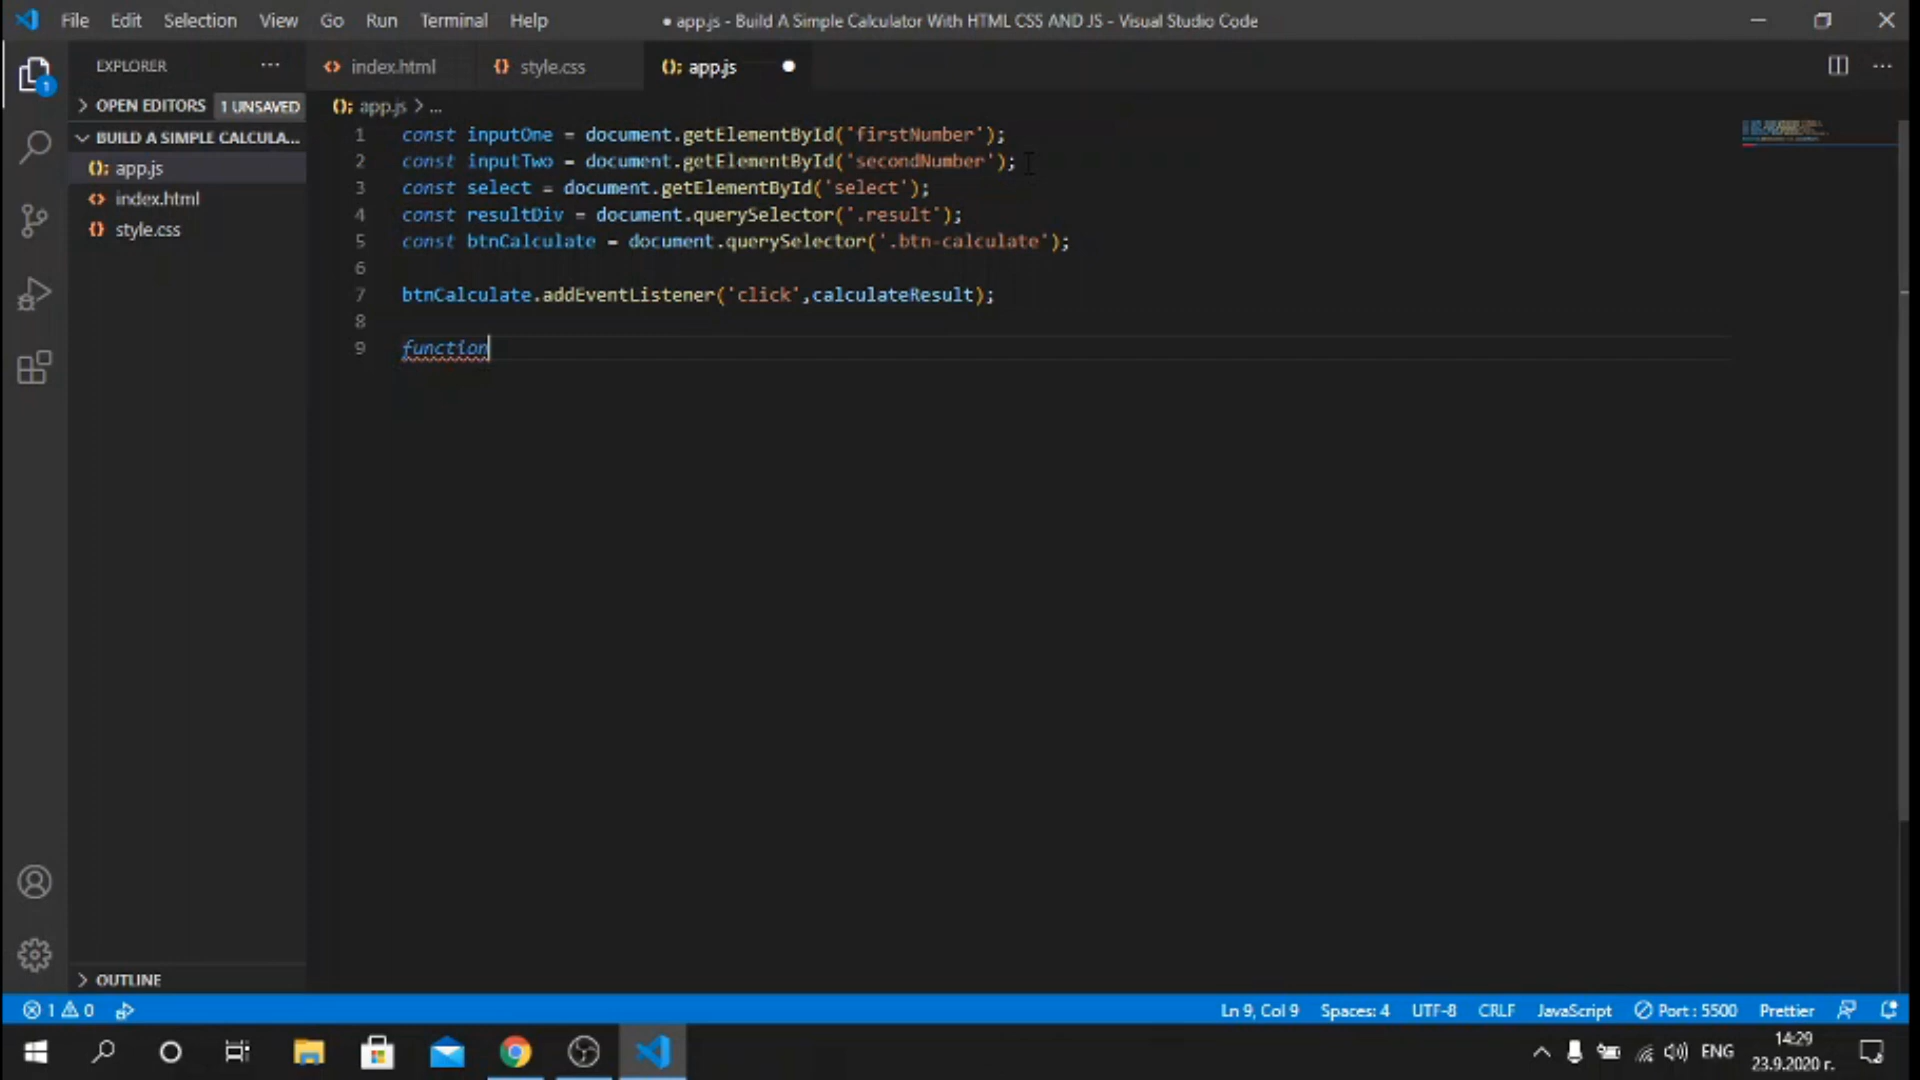 File Edit Selection View Go Run Terminal Help
● app.js - Build A Simple Calculator With HTML CSS AND JS - Visual Studio Code
EXPLORER ···
index.html style.css app.js
OPEN EDITORS 1 UNSAVED
app.js > ...
BUILD A SIMPLE CALCULA...
app.js
index.html
style.css
1 const inputOne = document.getElementById('firstNumber');
2 const inputTwo = document.getElementById('secondNumber');
3 const select = document.getElementById('select');
4 const resultDiv = document.querySelector('.result');
5 const btnCalculate = document.querySelector('.btn-calculate');
6
7 btnCalculate.addEventListener('click',calculateResult);
8
9 function
1
OUTLINE
1 0 Ln 9, Col 9 Spaces: 4 UTF-8 CRLF JavaScript Port : 5500 Prettier
ENG 14:29
23.9.2020 г.